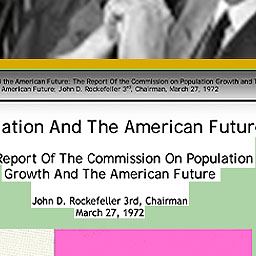 the American Future: The Report Of the Commission on Population Growth and
American Future; John D. Rockefeller 3rd, Chairman, March 27, 1972
ation And The American Futur
Report Of The Commission On Population
Growth And The American Future
John D. Rockefeller 3rd, Chairman
March 27, 1972